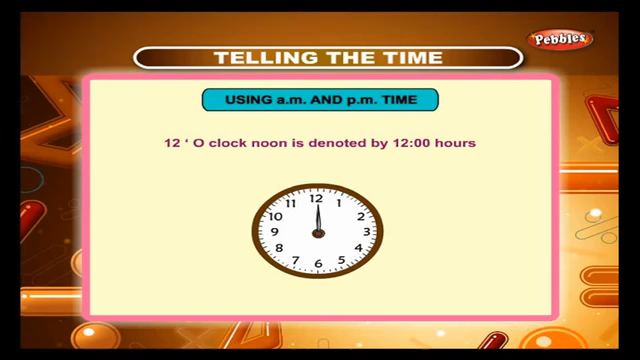 Pebbles
TELLING THE TIME
USING a.m. AND p.m. TIME
12 ‘ O clock noon is denoted by 12:00 hours
12
11 1
10 2
9 3
8 4
7 5
6